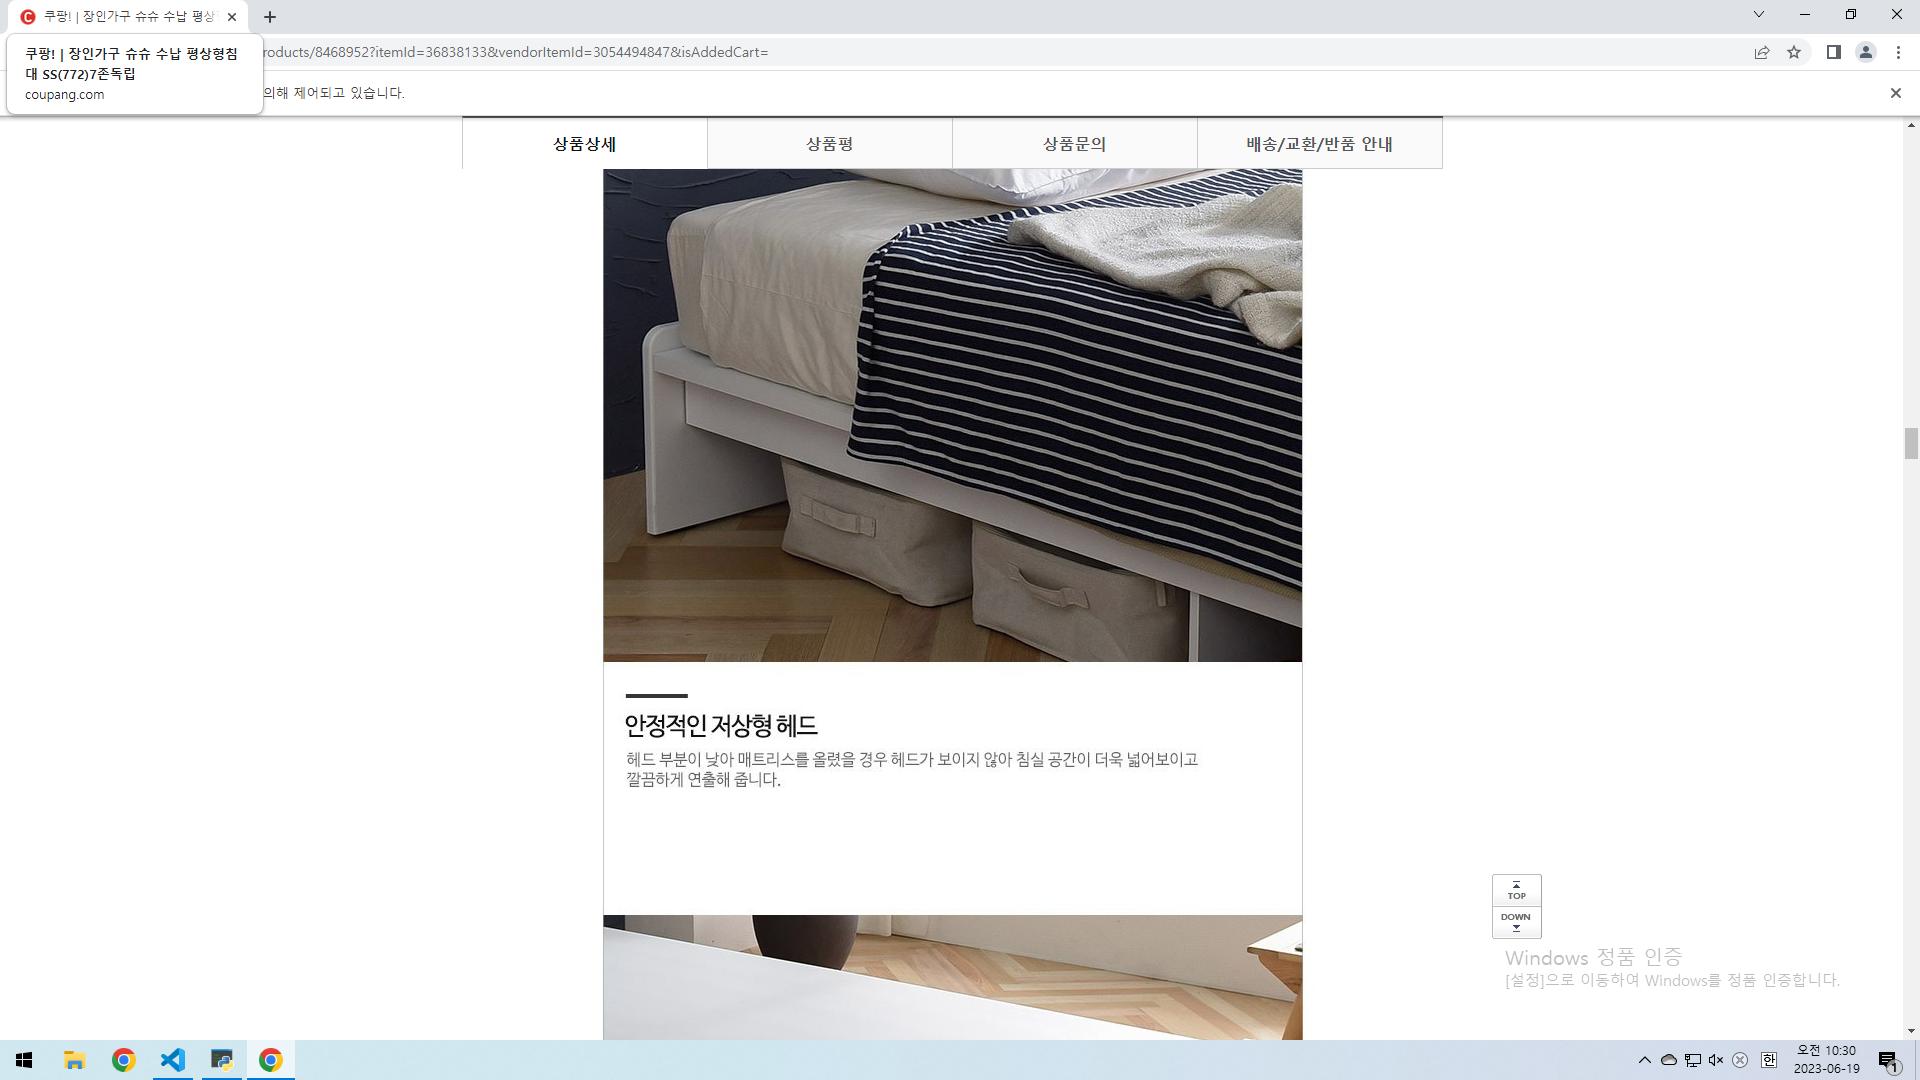 쿠팡! | 장인가구 슈슈 수납 평상형
쿠팡! | 장인가구 슈슈 수납 평상형침
대 SS(772)7존독립
coupang.com
roducts/8468952?itemId=36838133&vendorItemId=3054494847&isAddedCart=
의해 제어되고 있습니다.
상품상세
상품평
상품문의
배송/교환/반품 안내
안정적인 저상형 헤드
헤드 부분이 낮아 매트리스를 올렸을 경우 헤드가 보이지 않아 침실 공간이 더욱 넓어보이고
깔끔하게 연출해 줍니다.
TOP
DOWN
Windows 정품 인증
[설정]으로 이동하여 Windows를 정품 인증합니다.
한
오전 10:30
2023-06-19
1